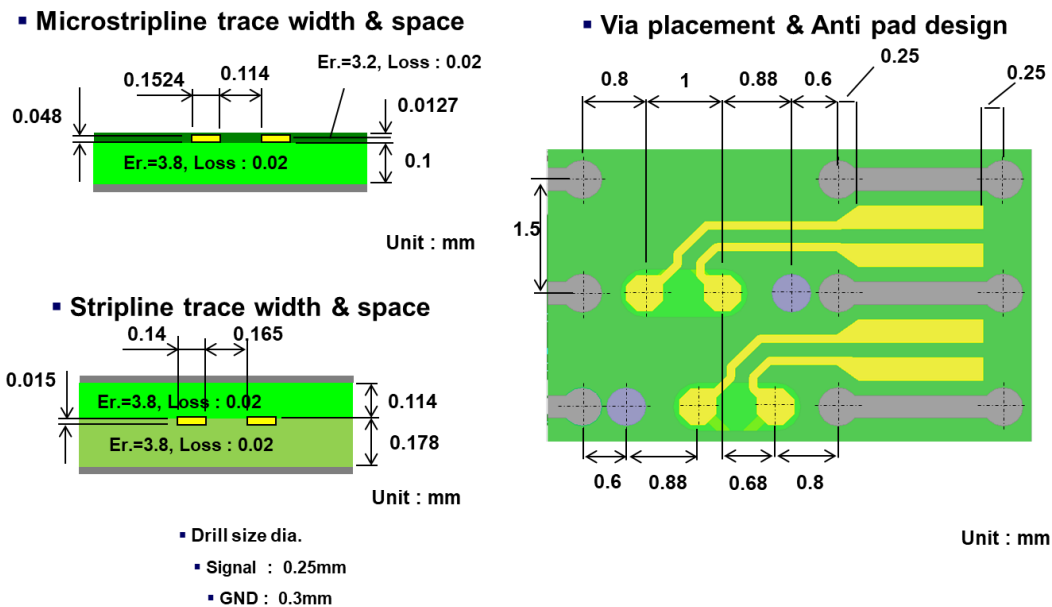 ▪ Microstripline trace width & space
0.1524
0.114
Er.=3.2, Loss : 0.02
0.048
0.0127
Er.=3.8, Loss : 0.02
0.1
Unit : mm
▪ Stripline trace width & space
0.14
0.165
0.015
Er.=3.8, Loss : 0.02
0.114
Er.=3.8, Loss : 0.02
0.178
Unit : mm
▪ Drill size dia.
▪ Signal : 0.25mm
▪ GND : 0.3mm
▪ Via placement & Anti pad design
0.25
0.8
1
0.88
0.6
0.25
1.5
0.6
0.88
0.68
0.8
Unit : mm